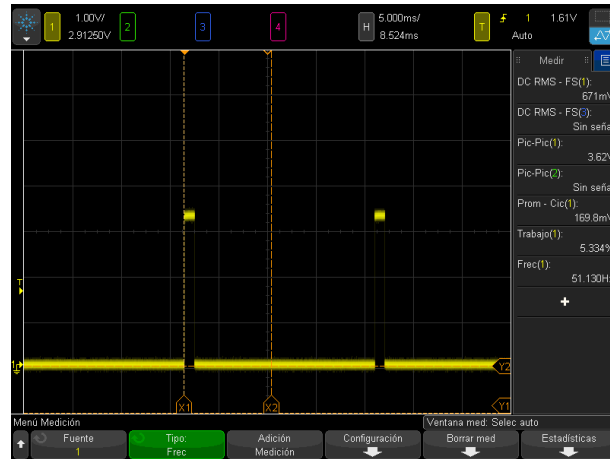 1 1.00V/ 2.91250V 2 3 4 H 5.000ms/ 8.524ms T 1 1.61V Auto
Medir
DC RMS - FS(1):
671mV
DC RMS - FS(3):
Sin seña
Pic-Pic(1):
3.62V
Pic-Pic(2):
Sin seña
Prom - Cic(1):
169.8mV
Trabajo(1):
5.334%
Frec(1):
51.130Hz
+
T
1
Y2
X1 X2 Y1
Menú Medición Ventana med: Selec auto
Fuente Tipo: Adición Configuración Borrar med Estadísticas
1 Frec Medición